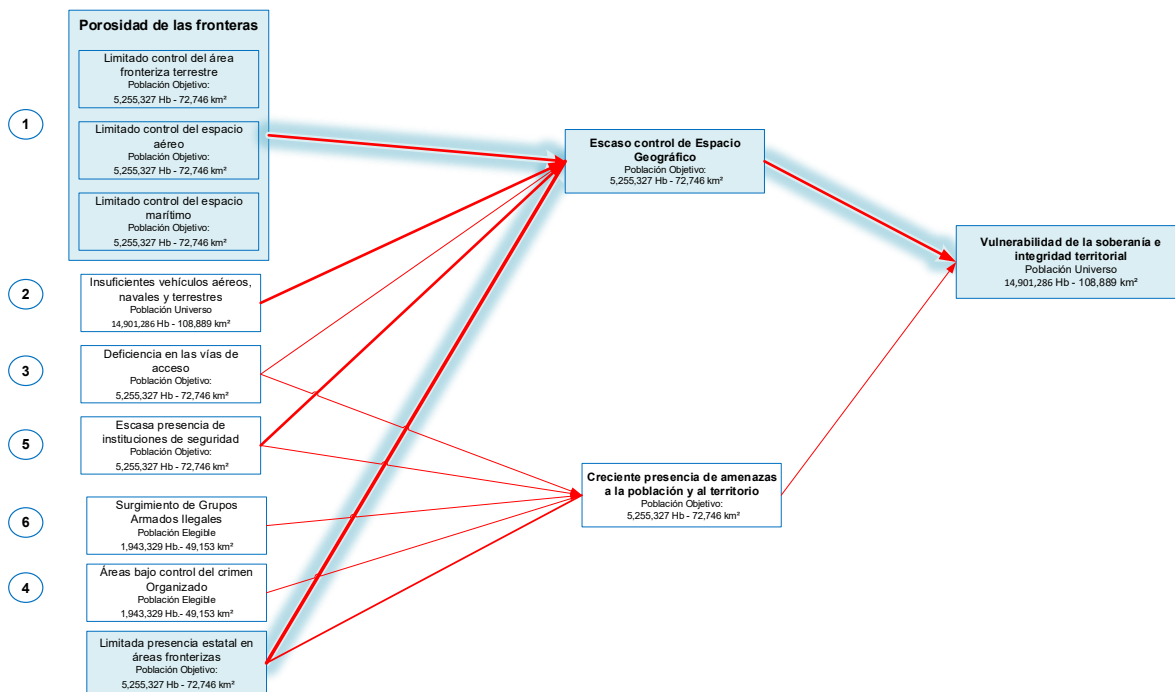 Porosidad de las fronteras
Limitado control del área
fronteriza terrestre
Población Objetivo:
5,255,327 Hb - 72,746 km²
1
Limitado control del espacio
aéreo
Población Objetivo:
5,255,327 Hb - 72,746 km²
Limitado control del espacio
marítimo
Población Objetivo:
5,255,327 Hb - 72,746 km²
2
Insuficientes vehículos aéreos,
navales y terrestres
Población Universo
14,901,286 Hb - 108,889 km²
3
Deficiencia en las vías de
acceso
Población Objetivo:
5,255,327 Hb - 72,746 km²
5
Escasa presencia de
instituciones de seguridad
Población Objetivo:
5,255,327 Hb - 72,746 km²
6
Surgimiento de Grupos
Armados Ilegales
Población Elegible
1,943,329 Hb.- 49,153 km²
4
Áreas bajo control del crimen
Organizado
Población Elegible
1,943,329 Hb.- 49,153 km²
Limitada presencia estatal en
áreas fronterizas
Población Objetivo:
5,255,327 Hb - 72,746 km²
Escaso control de Espacio
Geográfico
Población Objetivo:
5,255,327 Hb - 72,746 km²
Creciente presencia de amenazas
a la población y al territorio
Población Objetivo:
5,255,327 Hb - 72,746 km²
Vulnerabilidad de la soberanía e
integridad territorial
Población Universo
14,901,286 Hb - 108,889 km²